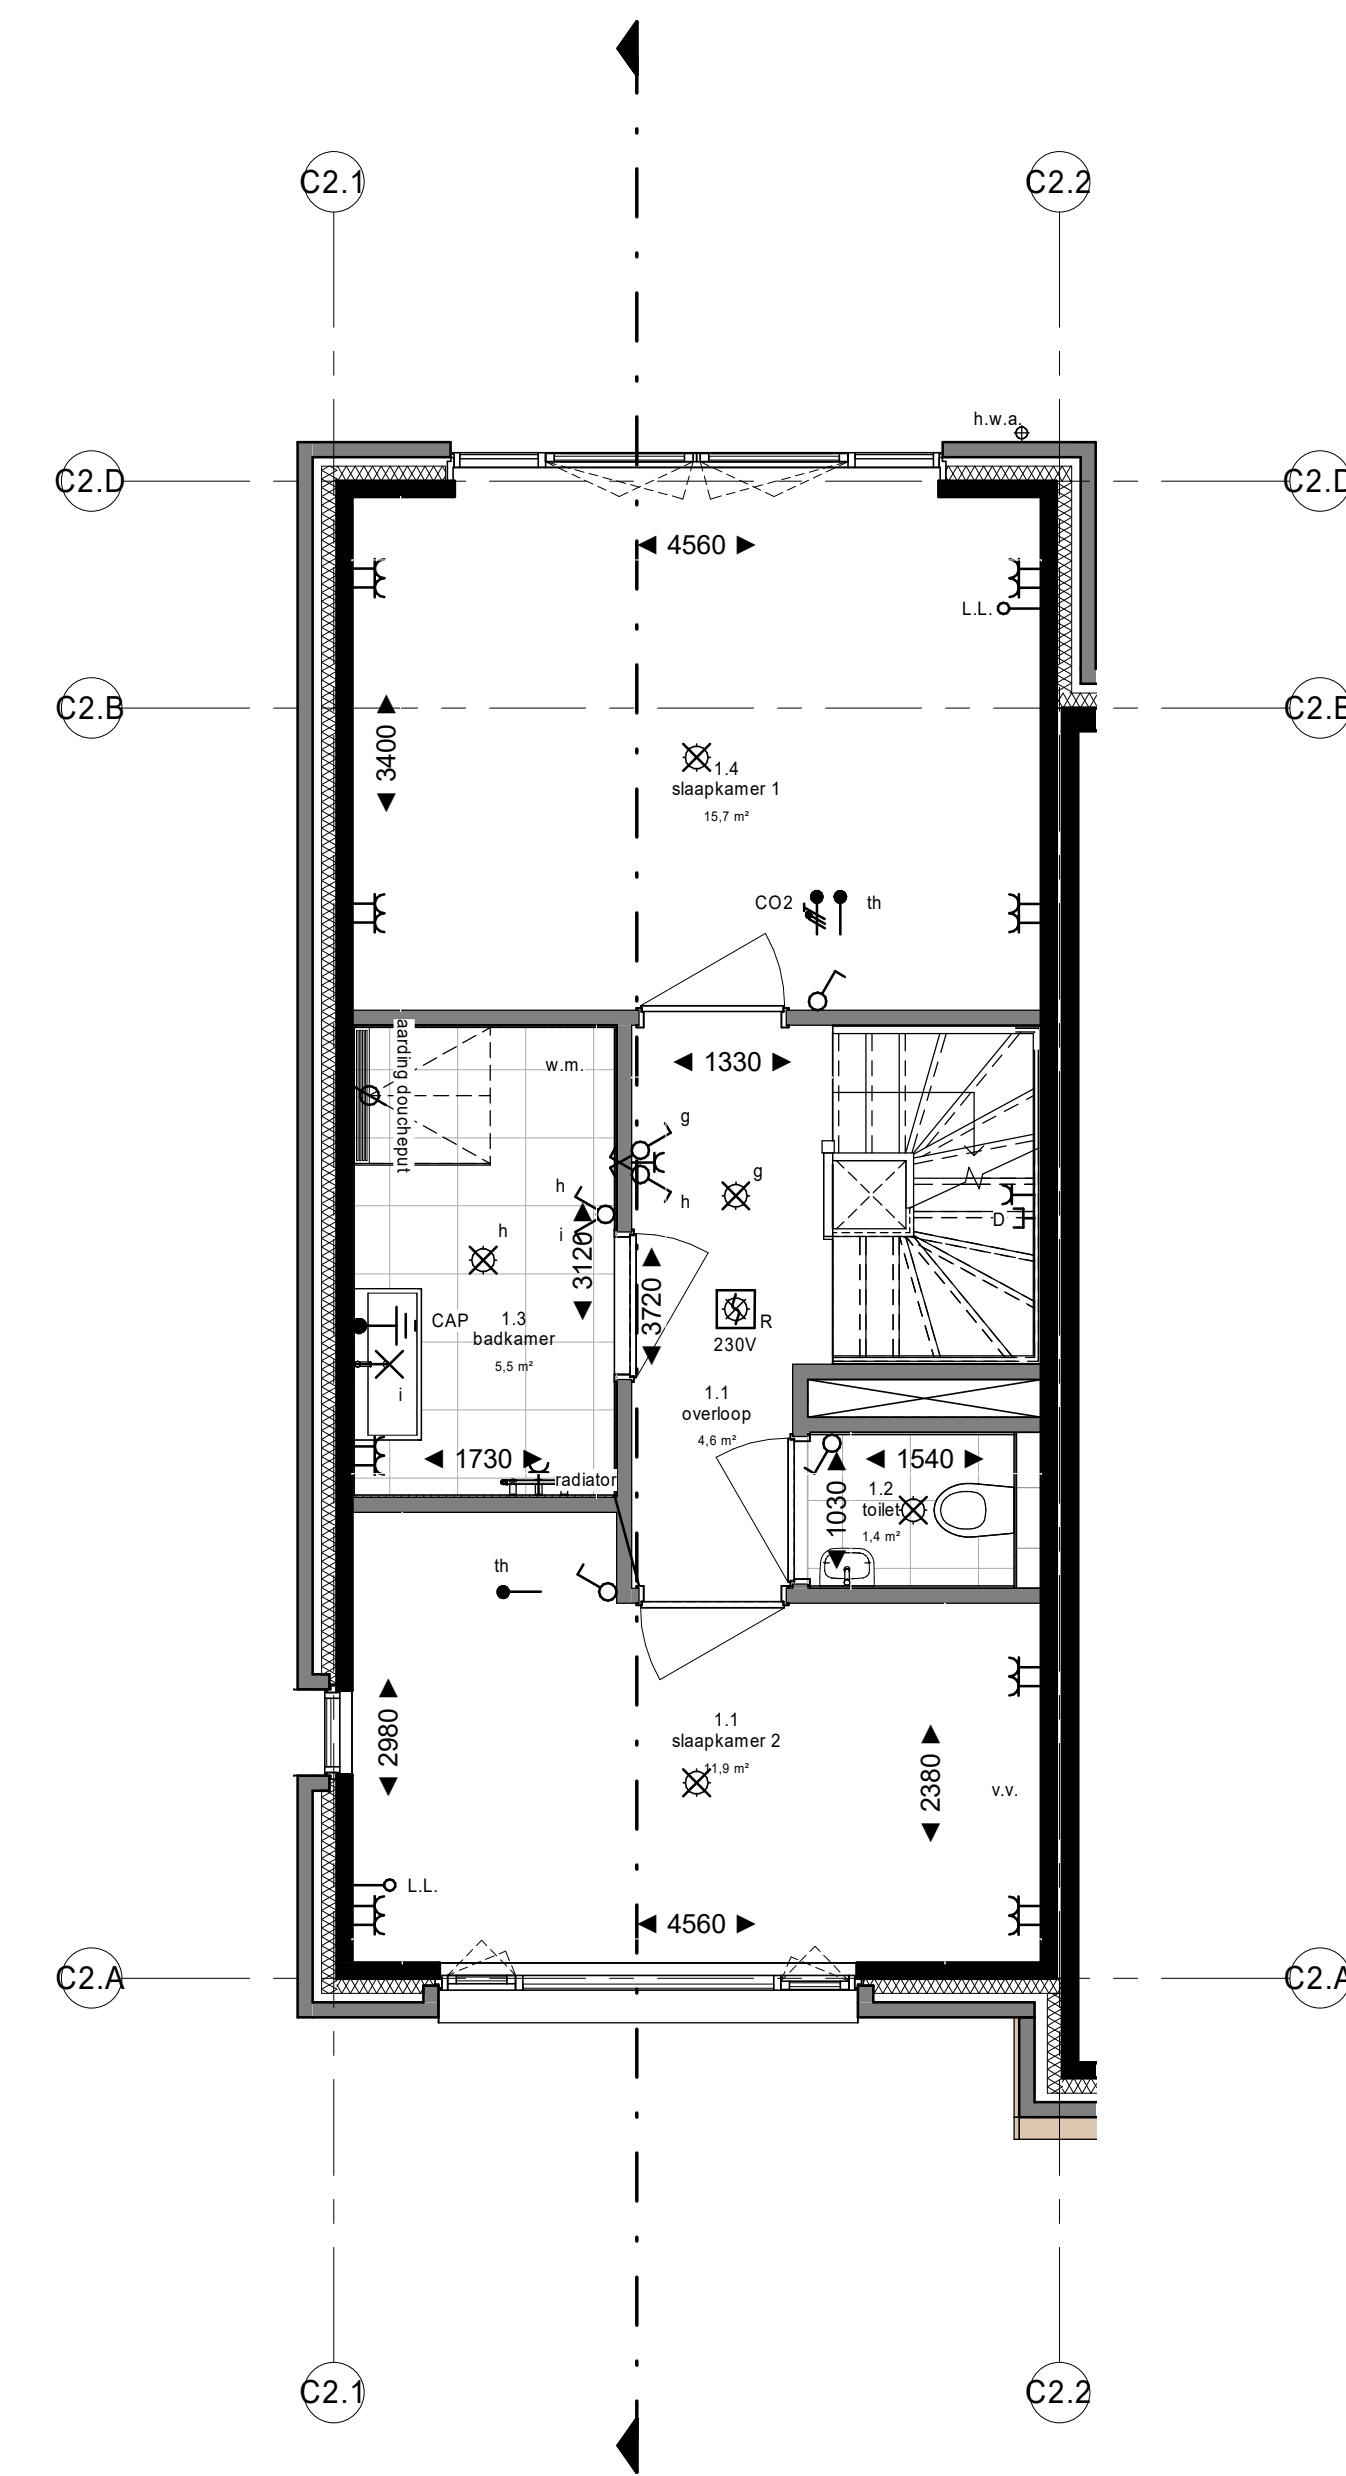 C2.1
C2.2
h.w.a.
C2.D
C2.D
4560
L.L.
C2.B
C2.B
3400
1.4
slaapkamer 1
15,7 m²
CO2
th
aarding doucheput
w.m.
1330
g
h
g
h
h
i
D
3120
3720
R
230V
CAP
1.3
badkamer
5,5 m²
i
1.1
overloop
4,6 m²
1730
radiator
1540
1.2
toilet
1,4 m²
1030
th
2980
1.1
slaapkamer 2
11,9 m²
2380
v.v.
L.L.
4560
C2.A
C2.A
C2.1
C2.2